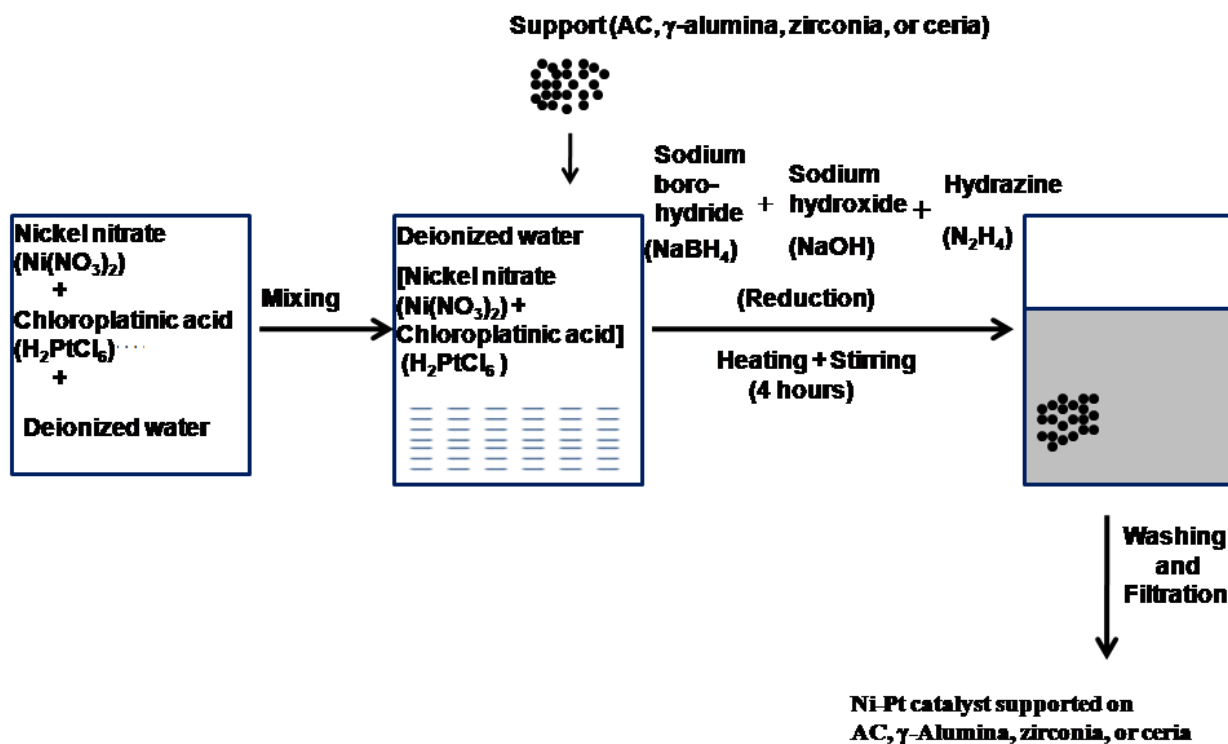 Support (AC, γ-alumina, zirconia, or ceria)
Nickel nitrate
(Ni(NO₃)₂)
+
Chloroplatinic acid
(H₂PtCl₆)
+
Deionized water
Mixing
Deionized water
[Nickel nitrate
(Ni(NO₃)₂) +
Chloroplatinic acid]
(H₂PtCl₆)
Sodium
boro-
hydride
(NaBH₄)
+
Sodium
hydroxide
(NaOH)
+
Hydrazine
(N₂H₄)
(Reduction)
Heating + Stirring
(4 hours)
Washing
and
Filtration
Ni-Pt catalyst supported on
AC, γ-Alumina, zirconia, or ceria